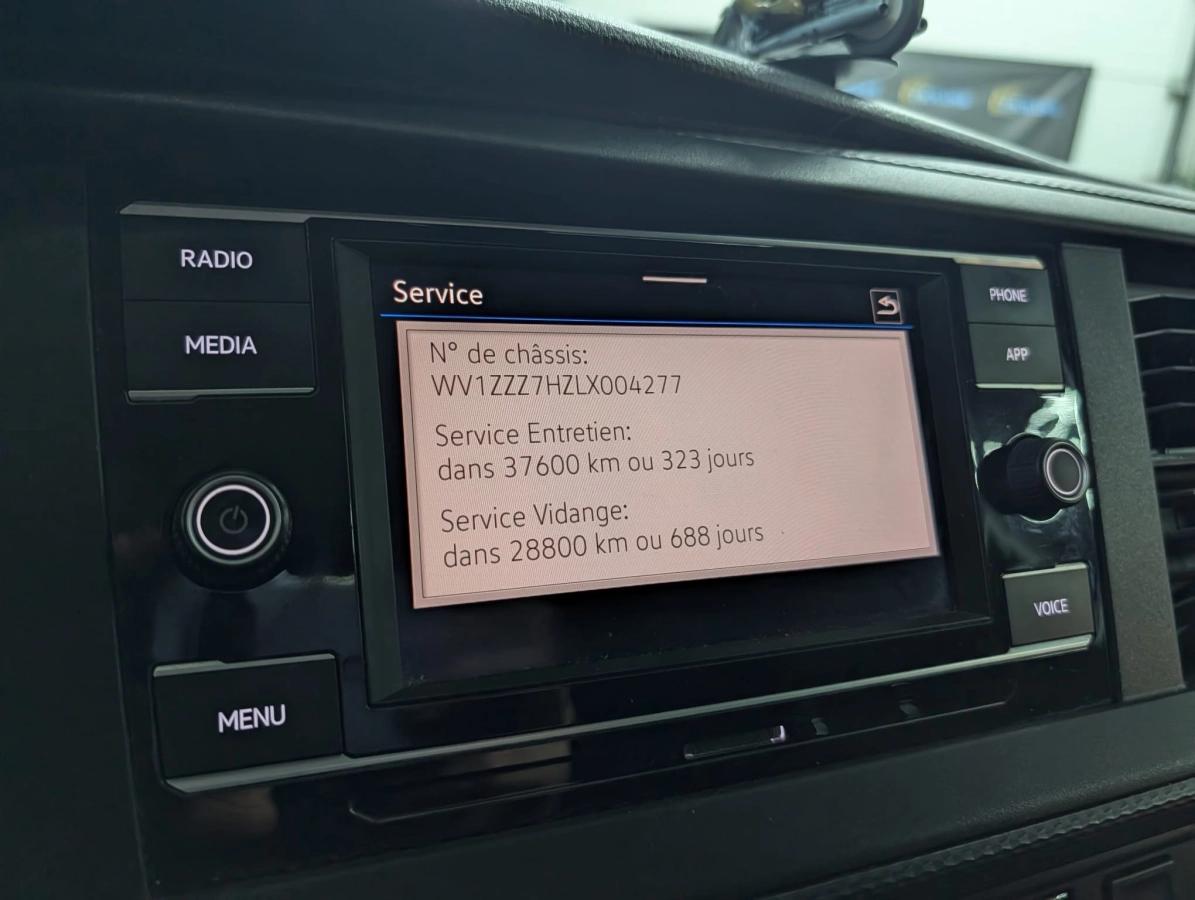 RADIO
MEDIA
MENU
Service
N° de châssis:
WV1ZZZ7HZLX004277
Service Entretien:
dans 37600 km ou 323 jours
Service Vidange:
dans 28800 km ou 688 jours
PHONE
APP
VOICE